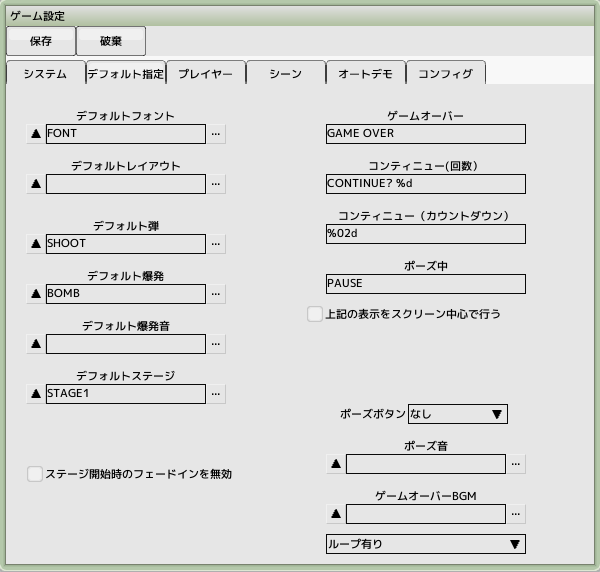 ゲーム設定
保存
破棄
システム
デフォルト指定
プレイヤー
シーン
オートデモ
コンフィグ
デフォルトフォント
FONT
...
デフォルトレイアウト
...
デフォルト弾
SHOOT
...
デフォルト爆発
BOMB
...
デフォルト爆発音
...
デフォルトステージ
STAGE1
...
ステージ開始時のフェードインを無効
ゲームオーバー
GAME OVER
コンティニュー(回数）
CONTINUE? %d
コンティニュー（カウントダウン）
%02d
ポーズ中
PAUSE
上記の表示をスクリーン中心で行う
ポーズボタン なし
ポーズ音
...
ゲームオーバーBGM
...
ループ有り